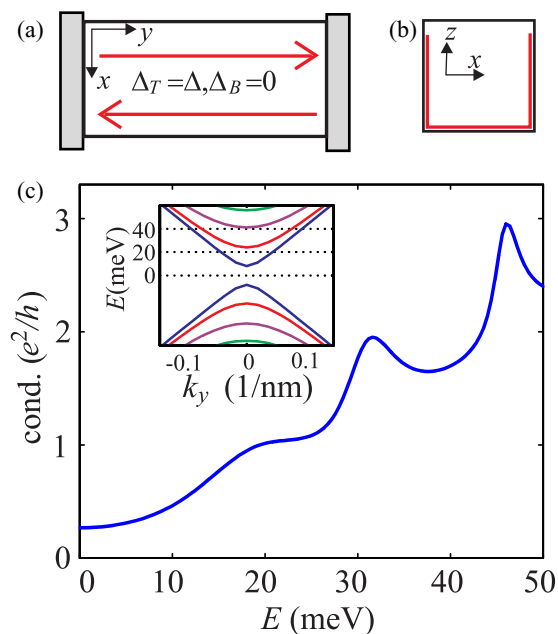 (a)
y
x
Δ_T=Δ,Δ_B=0
(b)
z
x
(c)
3
2
1
0
cond. (e²/h)
40
20
0
E(meV)
-0.1 0 0.1
k_y (1/nm)
0 10 20 30 40 50
E (meV)